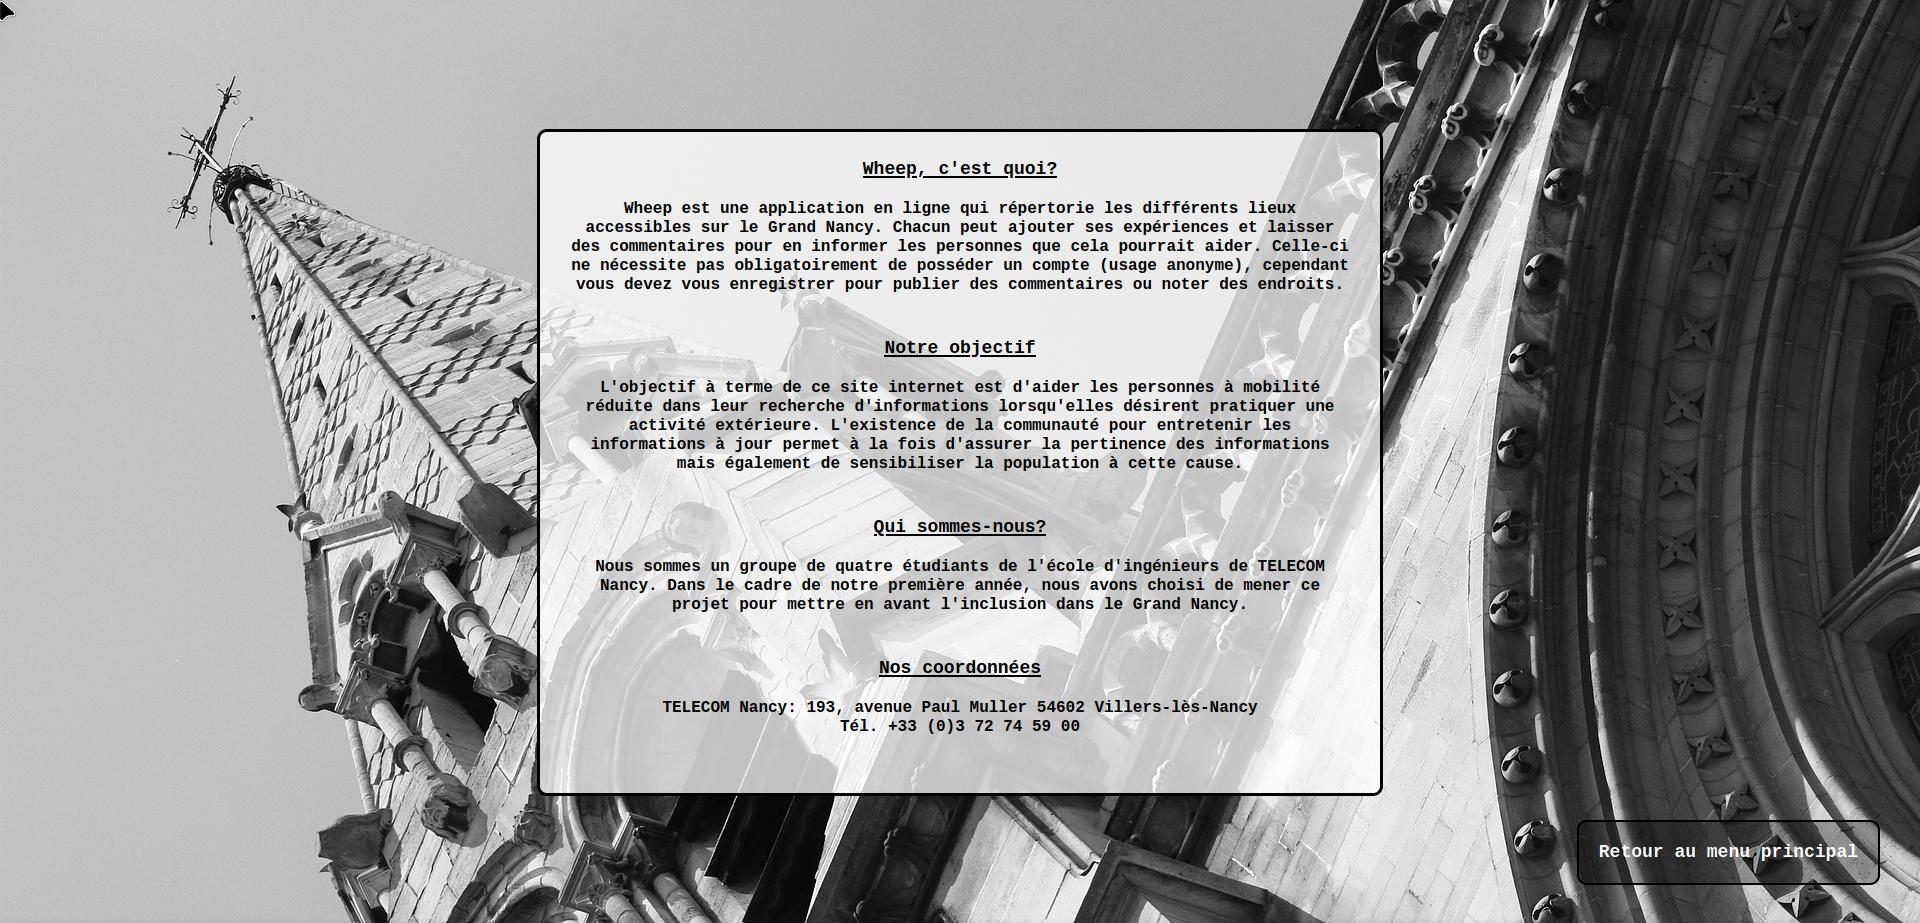 Wheep, c'est quoi?
Wheep est une application en ligne qui répertorie les différents lieux
accessibles sur le Grand Nancy. Chacun peut ajouter ses expériences et laisser
des commentaires pour en informer les personnes que cela pourrait aider. Celle-ci
ne nécessite pas obligatoirement de posséder un compte (usage anonyme), cependant
vous devez vous enregistrer pour publier des commentaires ou noter des endroits.
Notre objectif
L'objectif à terme de ce site internet est d'aider les personnes à mobilité
réduite dans leur recherche d'informations lorsqu'elles désirent pratiquer une
activité extérieure. L'existence de la communauté pour entretenir les
informations à jour permet à la fois d'assurer la pertinence des informations
mais également de sensibiliser la population à cette cause.
Qui sommes-nous?
Nous sommes un groupe de quatre étudiants de l'école d'ingénieurs de TELECOM
Nancy. Dans le cadre de notre première année, nous avons choisi de mener ce
projet pour mettre en avant l'inclusion dans le Grand Nancy.
Nos coordonnées
TELECOM Nancy: 193, avenue Paul Muller 54602 Villers-lès-Nancy
Tél. +33 (0)3 72 74 59 00
Retour au menu principal